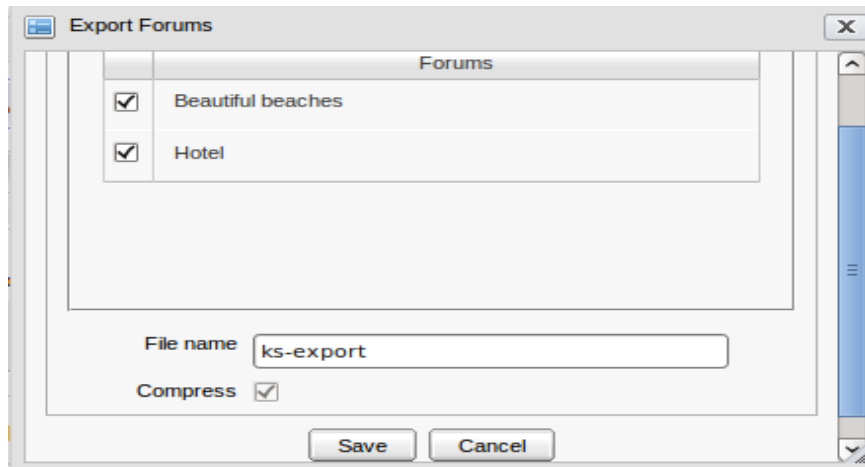 Export Forums
Forums
Beautiful beaches
Hotel
File name ks-export
Compress
Save Cancel